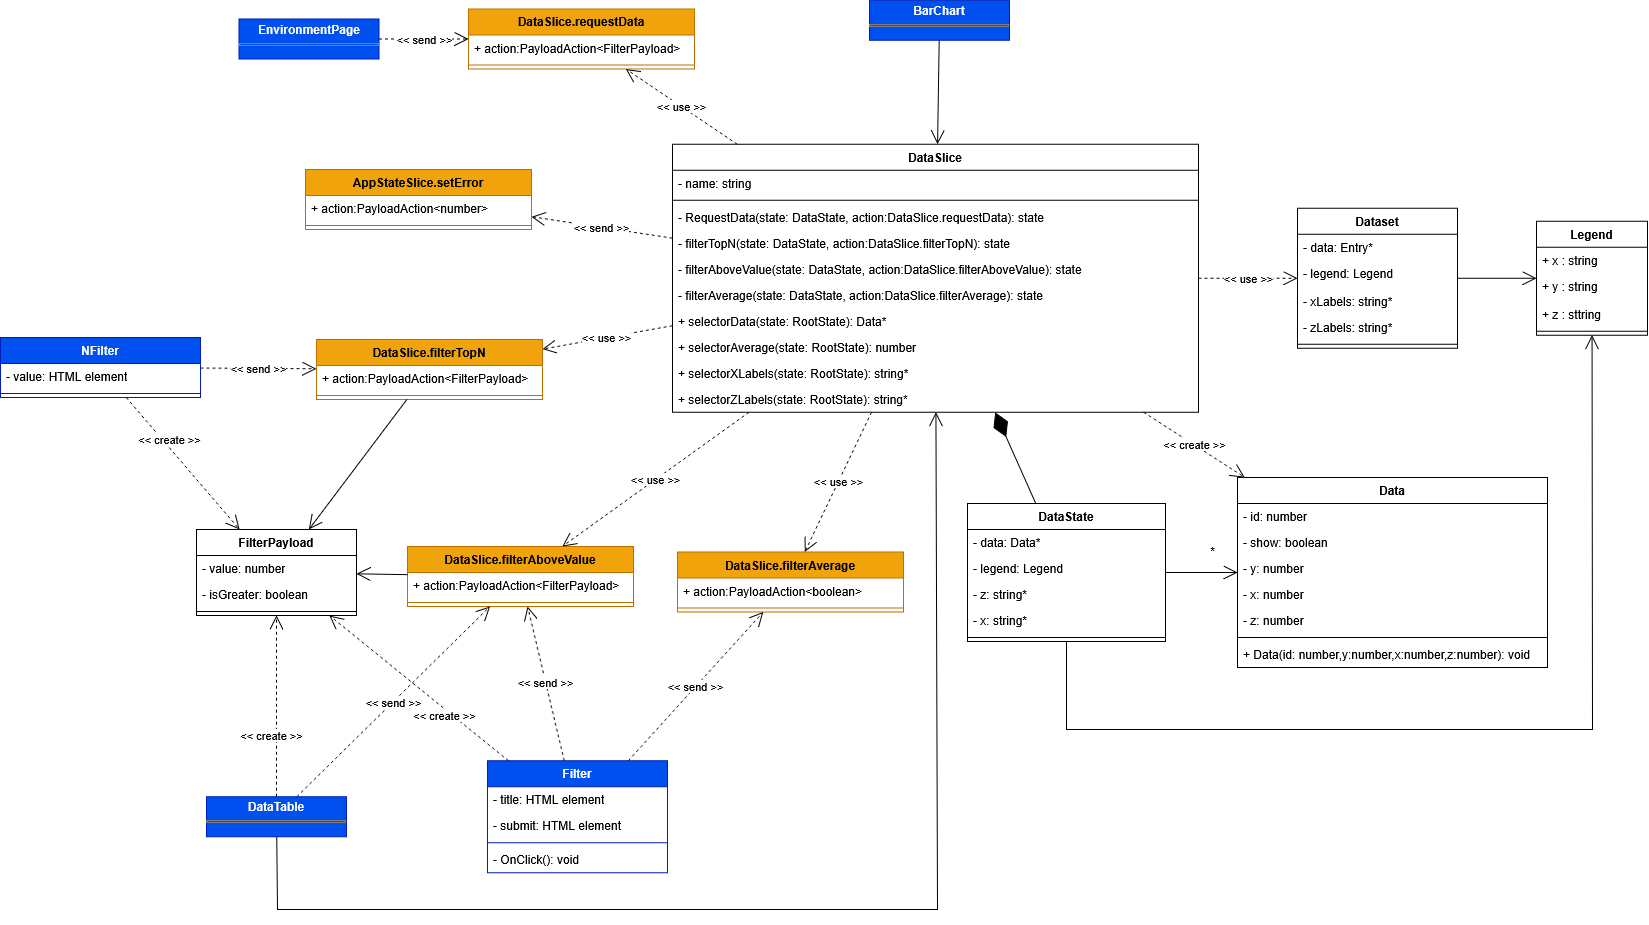 BarChart
EnvironmentPage
<< send >>
DataSlice.requestData
+ action:PayloadAction<FilterPayload>
<< use >>
DataSlice
- name: string
- RequestData(state: DataState, action:DataSlice.requestData): state
- filterTopN(state: DataState, action:DataSlice.filterTopN): state
- filterAboveValue(state: DataState, action:DataSlice.filterAboveValue): state
- filterAverage(state: DataState, action:DataSlice.filterAverage): state
+ selectorData(state: RootState): Data*
+ selectorAverage(state: RootState): number
+ selectorXLabels(state: RootState): string*
+ selectorZLabels(state: RootState): string*
AppStateSlice.setError
+ action:PayloadAction<number>
<< send >>
<< use >>
Dataset
- data: Entry*
- legend: Legend
- xLabels: string*
- zLabels: string*
Legend
+ x : string
+ y : string
+ z : sttring
NFilter
- value: HTML element
<< send >>
DataSlice.filterTopN
+ action:PayloadAction<FilterPayload>
<< use >>
<< create >>
<< use >>
<< use >>
<< create >>
FilterPayload
- value: number
- isGreater: boolean
DataSlice.filterAboveValue
+ action:PayloadAction<FilterPayload>
DataSlice.filterAverage
+ action:PayloadAction<boolean>
DataState
- data: Data*
- legend: Legend
- z: string*
- x: string*
*
Data
- id: number
- show: boolean
- y: number
- x: number
- z: number
+ Data(id: number,y:number,x:number,z:number): void
<< create >>
<< send >>
<< create >>
<< send >>
<< send >>
DataTable
Filter
- title: HTML element
- submit: HTML element
- OnClick(): void